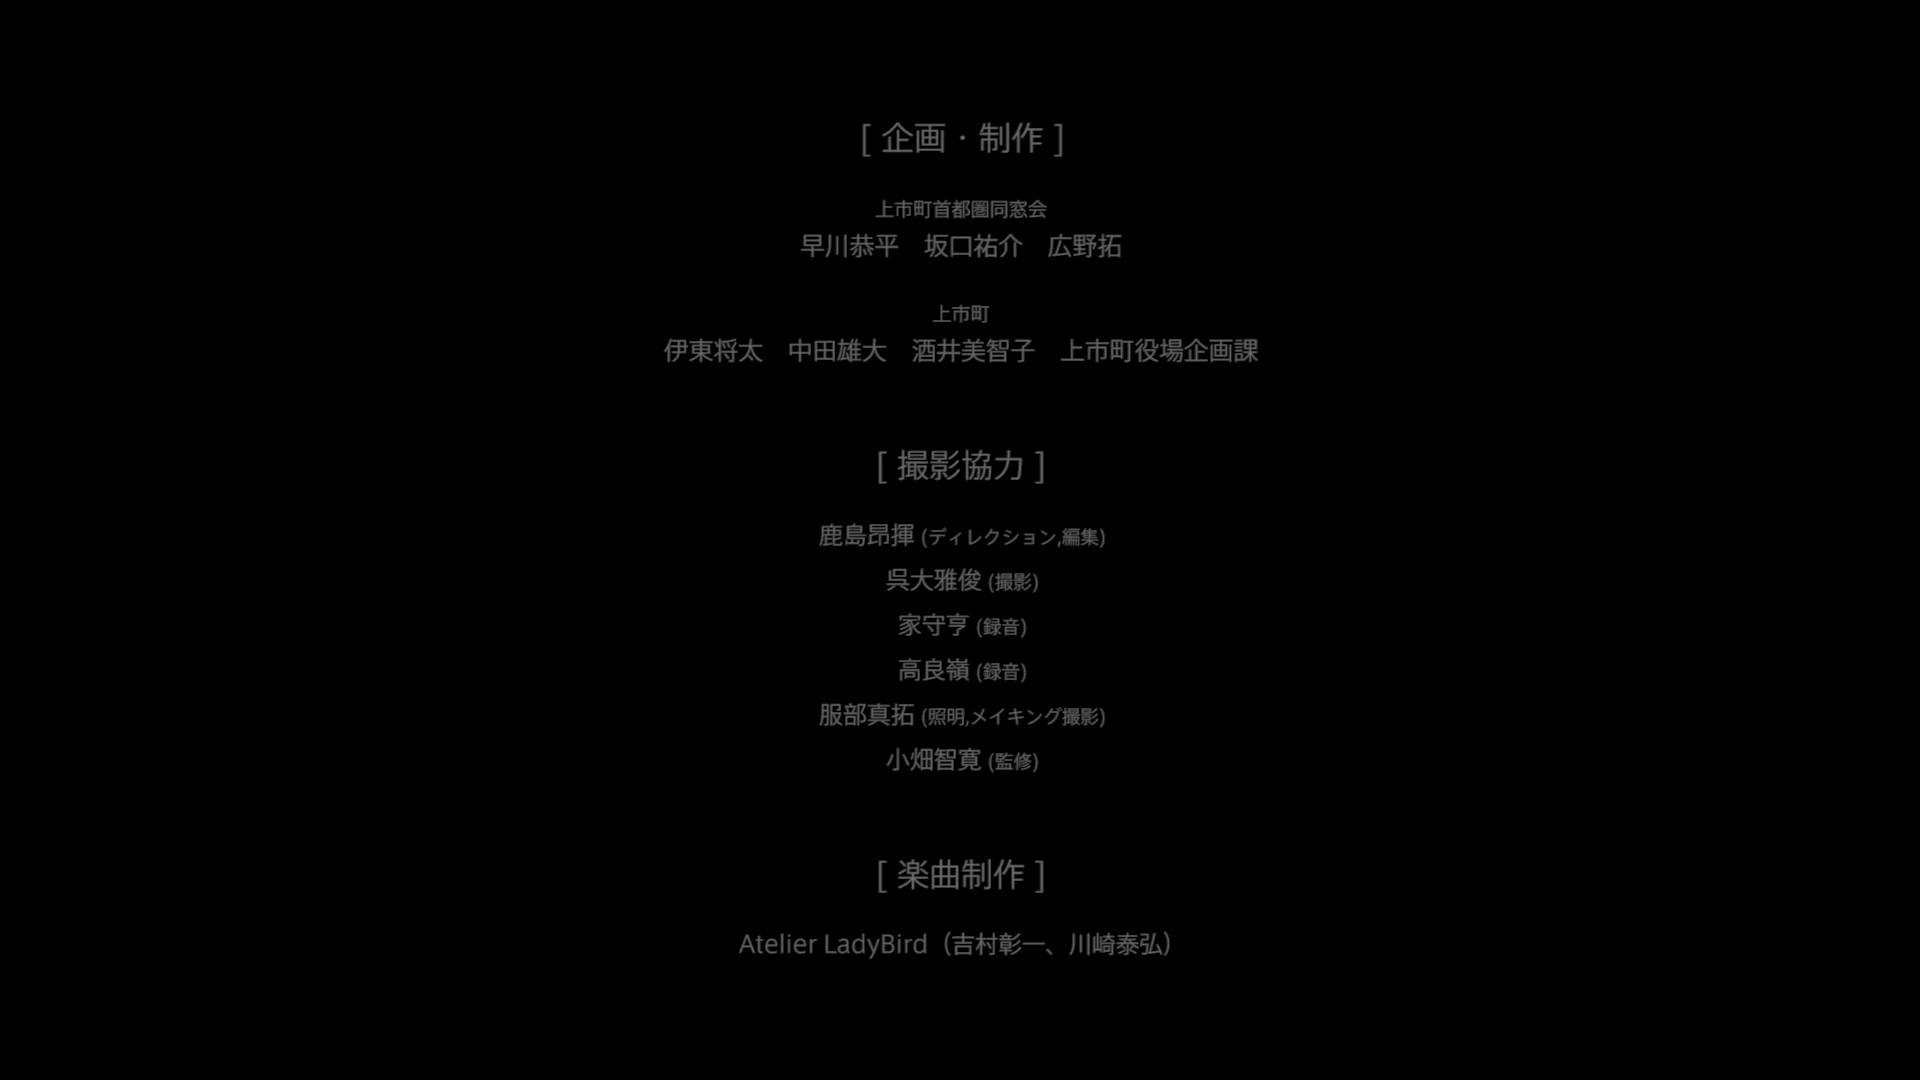 [ 企画・制作 ]
上市町首都圏同窓会
早川恭平　坂口祐介　広野拓
上市町
伊東将太　中田雄大　酒井美智子　上市町役場企画課
[ 撮影協力 ]
鹿島昂揮 (ディレクション,編集)
呉大雅俊 (撮影)
家守亨 (録音)
高良嶺 (録音)
服部真拓 (照明,メイキング撮影)
小畑智寛 (監修)
[ 楽曲制作 ]
Atelier LadyBird（吉村彰一、川崎泰弘）